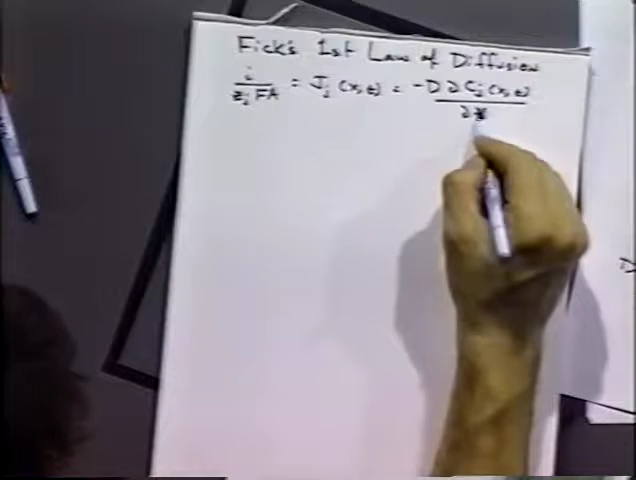 Fick's 1st Law of Diffusion
i / z_j FA = J_j (x,t) = -D ∂ C_j (x,t) / ∂x
D